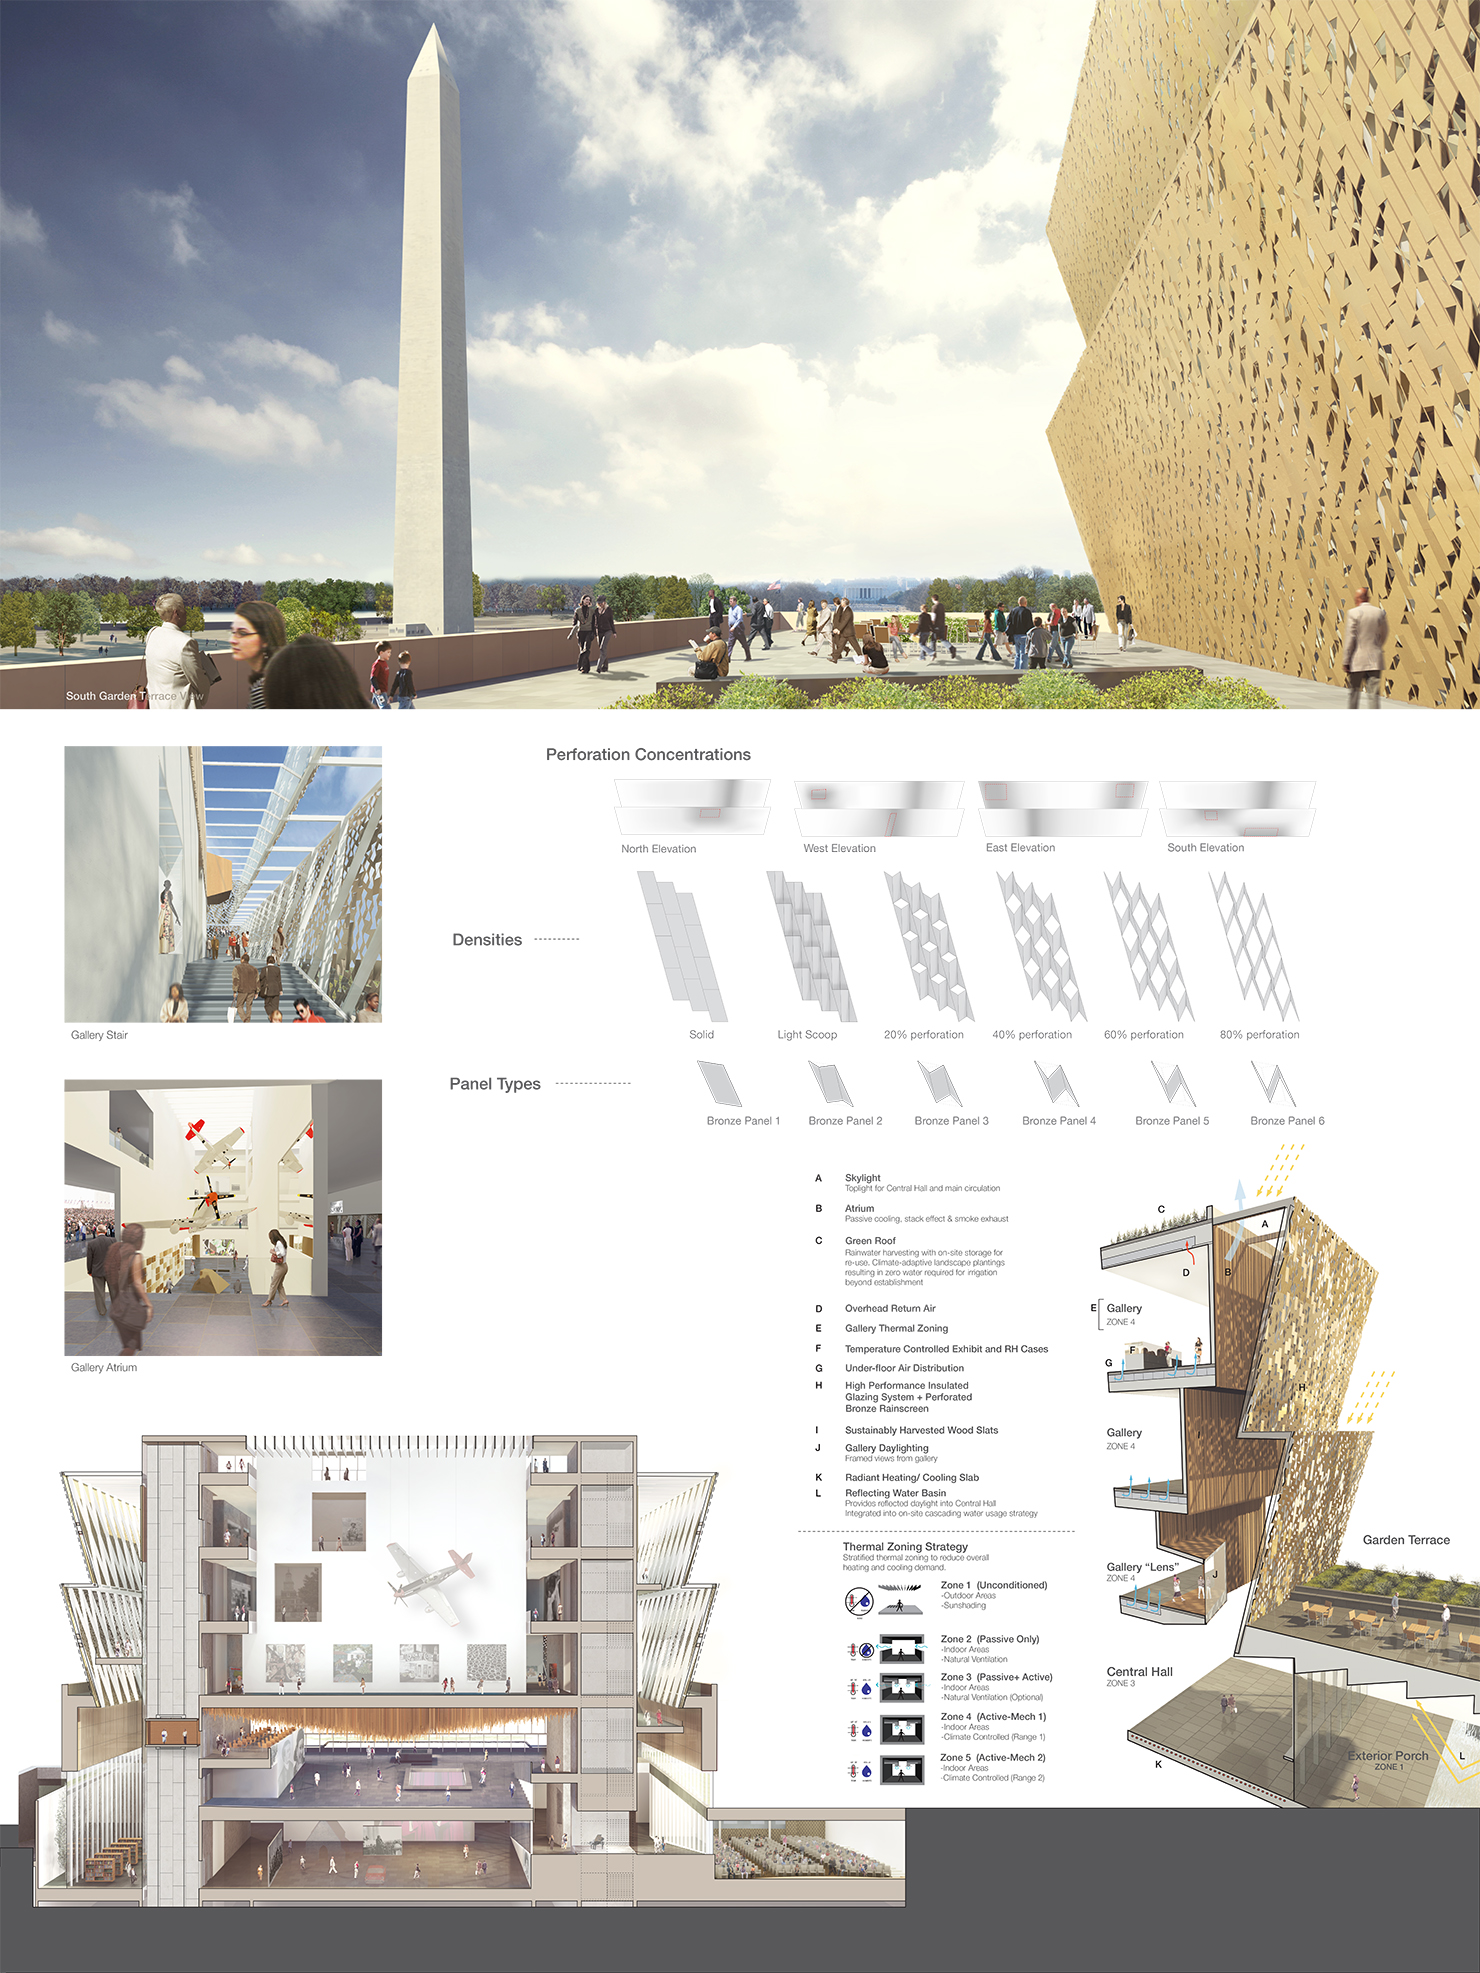 South Garden Terrace View
Perforation Concentrations
North Elevation
West Elevation
East Elevation
South Elevation
Gallery Stair
Densities
Solid
Light Scoop
20% perforation
40% perforation
60% perforation
80% perforation
Panel Types
Bronze Panel 1
Bronze Panel 2
Bronze Panel 3
Bronze Panel 4
Bronze Panel 5
Bronze Panel 6
Gallery Atrium
A Skylight
Toplight for Central Hall and main circulation
B Atrium
Passive cooling, stack effect & smoke exhaust
C Green Roof
Rainwater harvesting with on-site storage for
re-use. Climate-adaptive landscape plantings
resulting in zero water required for irrigation
beyond establishment
D Overhead Return Air
E Gallery Thermal Zoning
F Temperature Controlled Exhibit and RH Cases
G Under-floor Air Distribution
H High Performance Insulated
Glazing System + Perforated
Bronze Rainscreen
I Sustainably Harvested Wood Slats
J Gallery Daylighting
Framed views from gallery
K Radiant Heating/ Cooling Slab
L Reflecting Water Basin
Provides reflected daylight into Central Hall
Integrated into on-site cascading water usage strategy
Thermal Zoning Strategy
Stratified thermal zoning to reduce overall
heating and cooling demand.
Zone 1 (Unconditioned)
-Outdoor Areas
-Sunshading
Zone 2 (Passive Only)
-Indoor Areas
-Natural Ventilation
Zone 3 (Passive+ Active)
-Indoor Areas
-Natural Ventilation (Optional)
Zone 4 (Active-Mech 1)
-Indoor Areas
-Climate Controlled (Range 1)
Zone 5 (Active-Mech 2)
-Indoor Areas
-Climate Controlled (Range 2)
C
A
D
B
E
Gallery
ZONE 4
F
G
H
Gallery
ZONE 4
I
Garden Terrace
Gallery "Lens"
ZONE 4
J
Central Hall
ZONE 3
K
Exterior Porch
ZONE 1
L